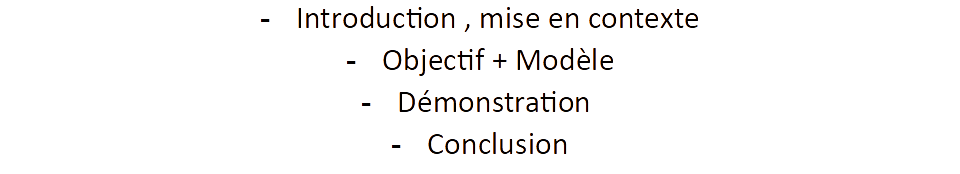 - Introduction , mise en contexte
- Objectif + Modèle
- Démonstration
- Conclusion